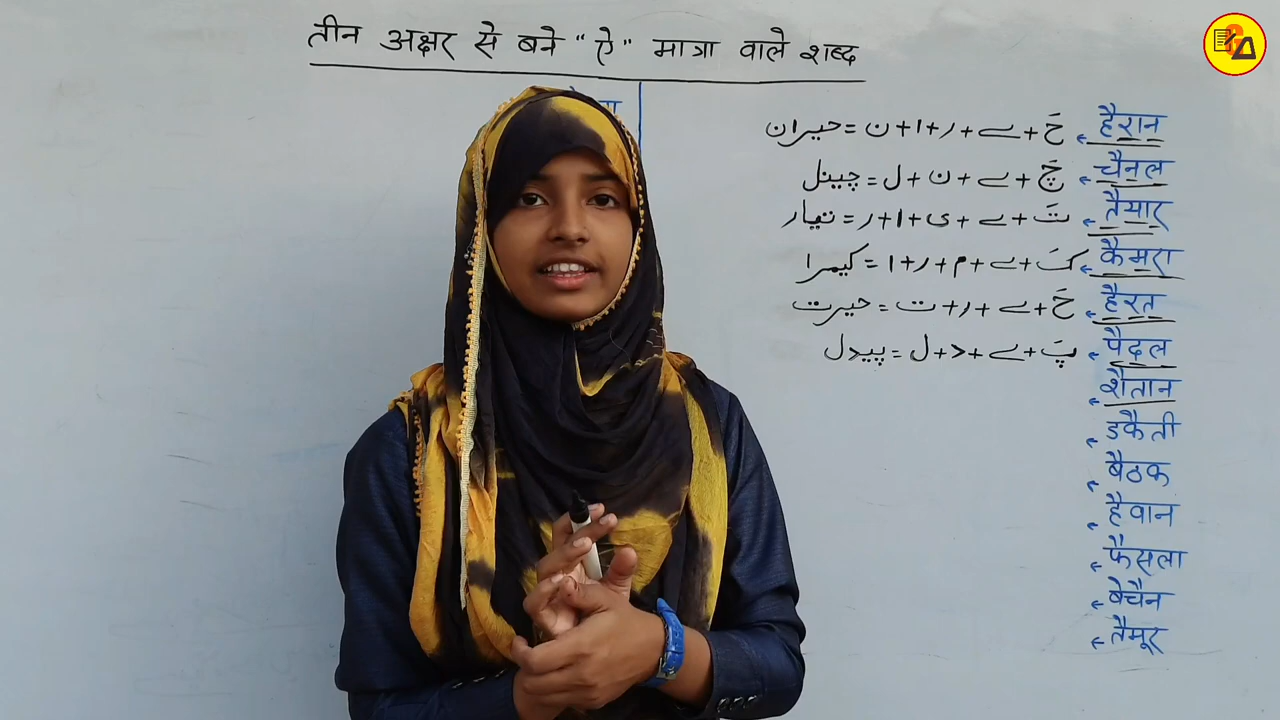 तीन अक्षर से बने "ऐ" मात्रा वाले शब्द
हैरान ← حَ + ے + ر + ا + ن = حیران
चैनल ← چَ + ے + ن + ل = چینل
तैयार ← تَ + ے + ی + ا + ر = تیار
कैमरा ← کَ + ے + م + ر + ا = کیمرا
हैरत ← حَ + ے + ر + ت = حیرت
पैदल ← پَ + ے + د + ل = پیدل
शैतान ←
डकैती ←
बैठक ←
हैवान ←
फैसला ←
बेचैन ←
तैमूर ←